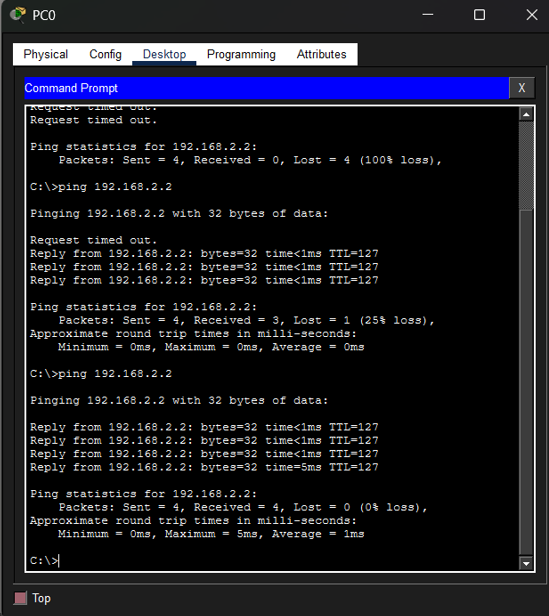 PC0
Physical Config Desktop Programming Attributes
Command Prompt X
Request timed out.
Request timed out.
Ping statistics for 192.168.2.2:
Packets: Sent = 4, Received = 0, Lost = 4 (100% loss),
C:\>ping 192.168.2.2
Pinging 192.168.2.2 with 32 bytes of data:
Request timed out.
Reply from 192.168.2.2: bytes=32 time<1ms TTL=127
Reply from 192.168.2.2: bytes=32 time<1ms TTL=127
Reply from 192.168.2.2: bytes=32 time<1ms TTL=127
Ping statistics for 192.168.2.2:
Packets: Sent = 4, Received = 3, Lost = 1 (25% loss),
Approximate round trip times in milli-seconds:
Minimum = 0ms, Maximum = 0ms, Average = 0ms
C:\>ping 192.168.2.2
Pinging 192.168.2.2 with 32 bytes of data:
Reply from 192.168.2.2: bytes=32 time<1ms TTL=127
Reply from 192.168.2.2: bytes=32 time<1ms TTL=127
Reply from 192.168.2.2: bytes=32 time<1ms TTL=127
Reply from 192.168.2.2: bytes=32 time=5ms TTL=127
Ping statistics for 192.168.2.2:
Packets: Sent = 4, Received = 4, Lost = 0 (0% loss),
Approximate round trip times in milli-seconds:
Minimum = 0ms, Maximum = 5ms, Average = 1ms
C:\>
Top